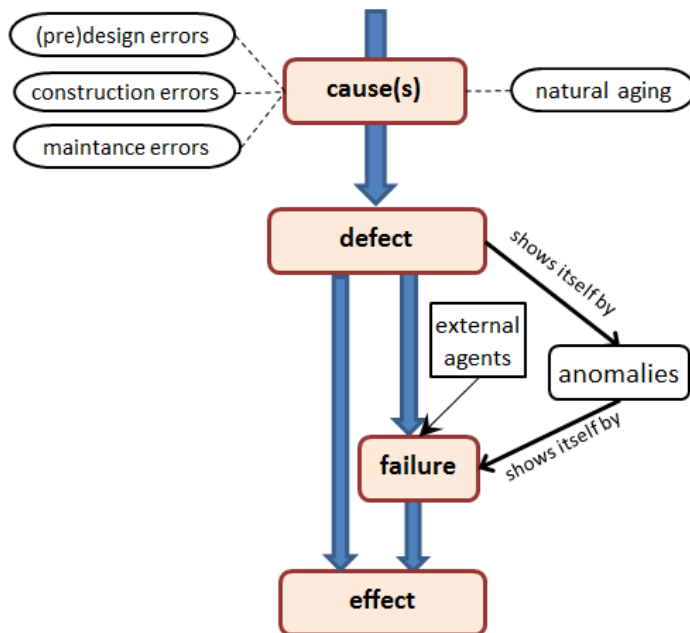 (pre)design errors
cause(s)
construction errors
natural aging
maintance errors
defect
shows itself by
external
agents
anomalies
shows itself by
failure
effect